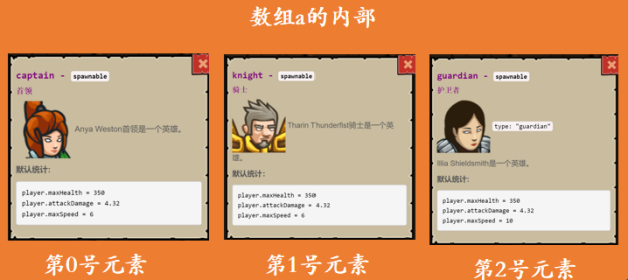 数组a的内部
captain - spawnable
首领
Anya Weston首领是一个英雄。
默认统计:
player.maxHealth = 350
player.attackDamage = 4.32
player.maxSpeed = 6
第0号元素
knight - spawnable
骑士
Tharin Thunderfist骑士是一个英
雄。
默认统计:
player.maxHealth = 350
player.attackDamage = 4.32
player.maxSpeed = 6
第1号元素
guardian - spawnable
护卫者
type: "guardian"
Illia Shieldsmith是一个英雄。
默认统计:
player.maxHealth = 350
player.attackDamage = 4.32
player.maxSpeed = 10
第2号元素